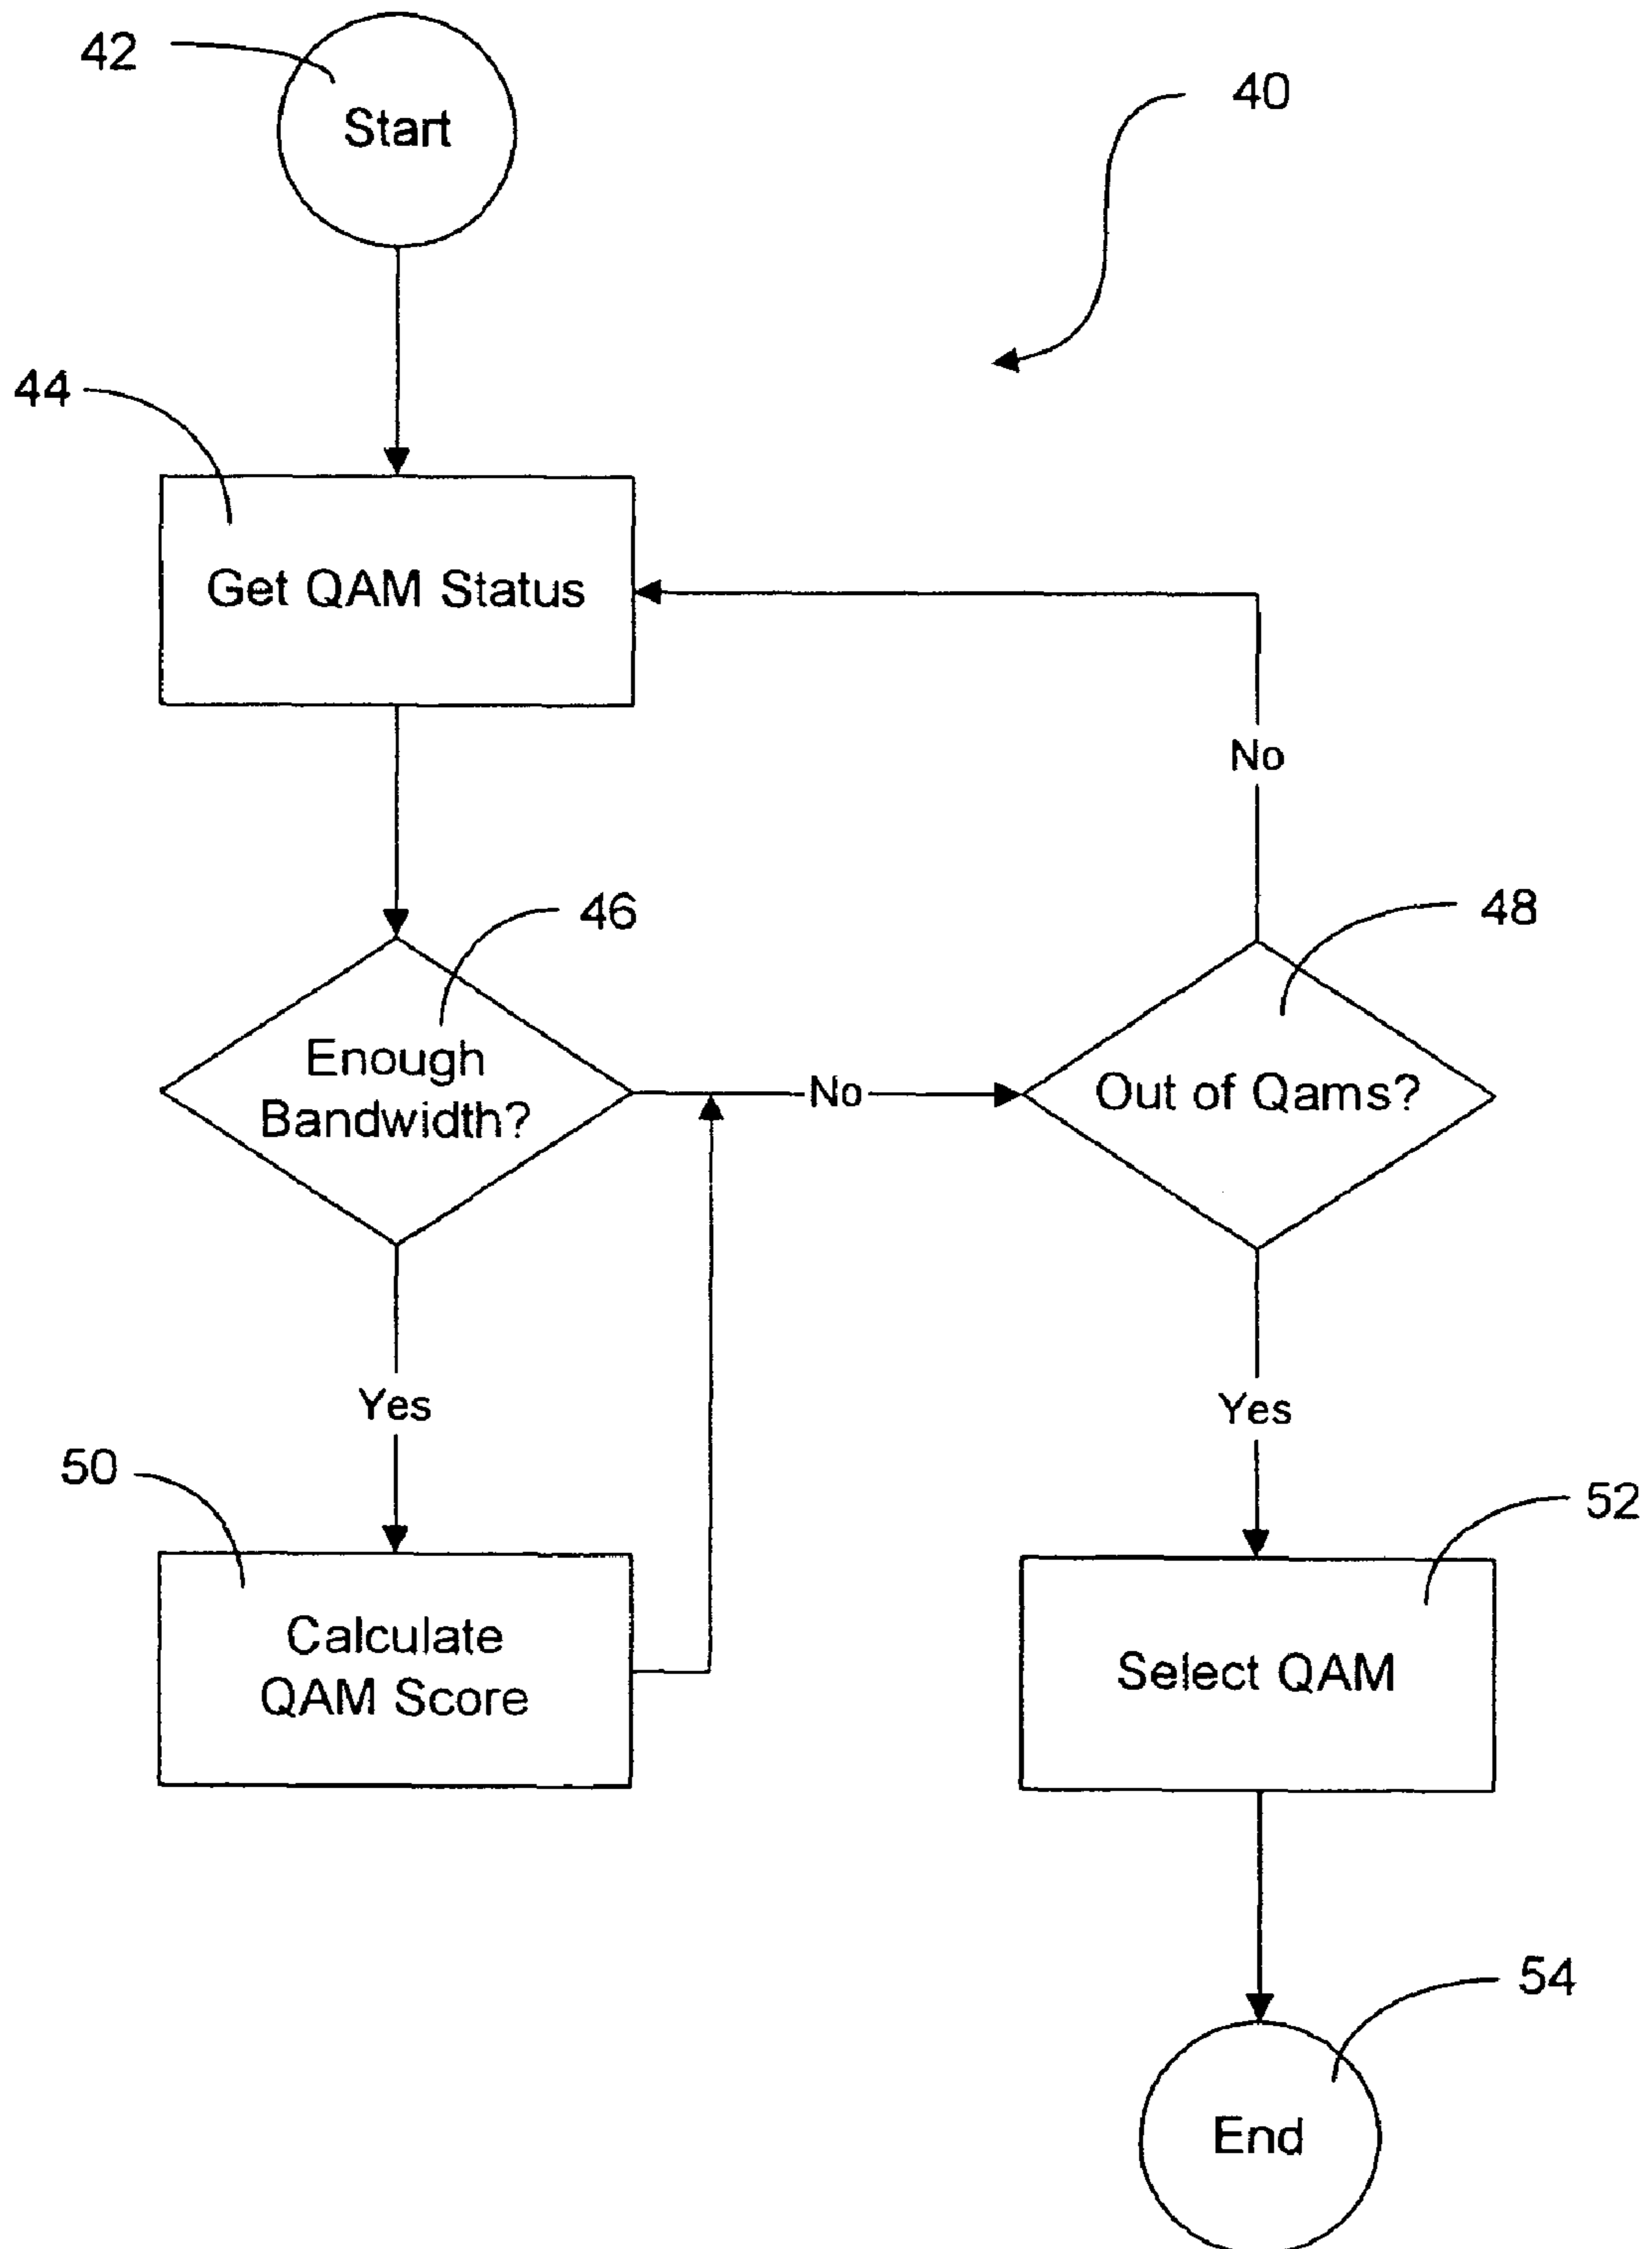 42
Start
40
44
Get QAM Status
No
46
48
Enough
Bandwidth?
No
Out of Qams?
Yes
Yes
50
52
Calculate
QAM Score
Select QAM
54
End